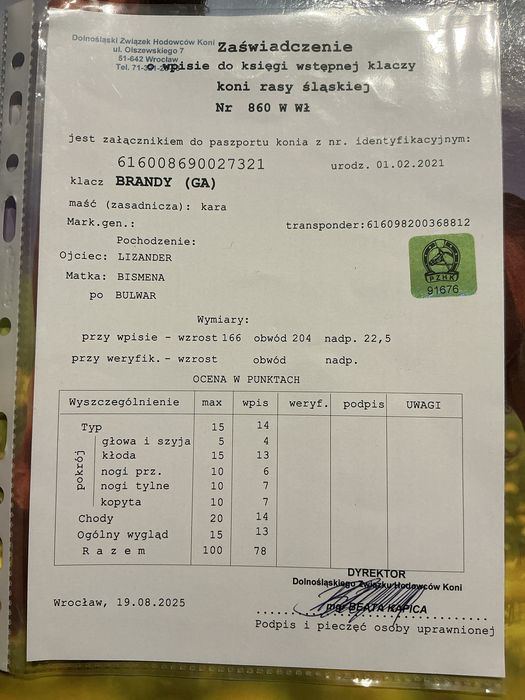 Dolnośląski Związek Hodowców Koni
ul. Olszewskiego 7
51-642 Wrocław
Tel. 71-
Zaświadczenie
o wpisie do księgi wstępnej klaczy
koni rasy śląskiej
Nr 860 W Wł
jest załącznikiem do paszportu konia z nr. identyfikacyjnym:
616008690027321 urodz. 01.02.2021
klacz BRANDY (GA)
maść (zasadnicza): kara
Mark.gen.: transponder:616098200368812
Pochodzenie:
Ojciec: LIZANDER
Matka: BISMENA
po BULWAR
PZHK
91676
Wymiary:
przy wpisie - wzrost 166 obwód 204 nadp. 22,5
przy weryfik. - wzrost obwód nadp.
OCENA W PUNKTACH
Wyszczególnienie max wpis weryf. podpis UWAGI
Typ 15 14
pokrój
głowa i szyja 5 4
kłoda 15 13
nogi prz. 10 6
nogi tylne 10 7
kopyta 10 7
Chody 20 14
Ogólny wygląd 15 13
R a z e m 100 78
DYREKTOR
Dolnośląskiego Związku Hodowców Koni
mgr BEATA KAPICA
Wrocław, 19.08.2025
Podpis i pieczęć osoby uprawnionej